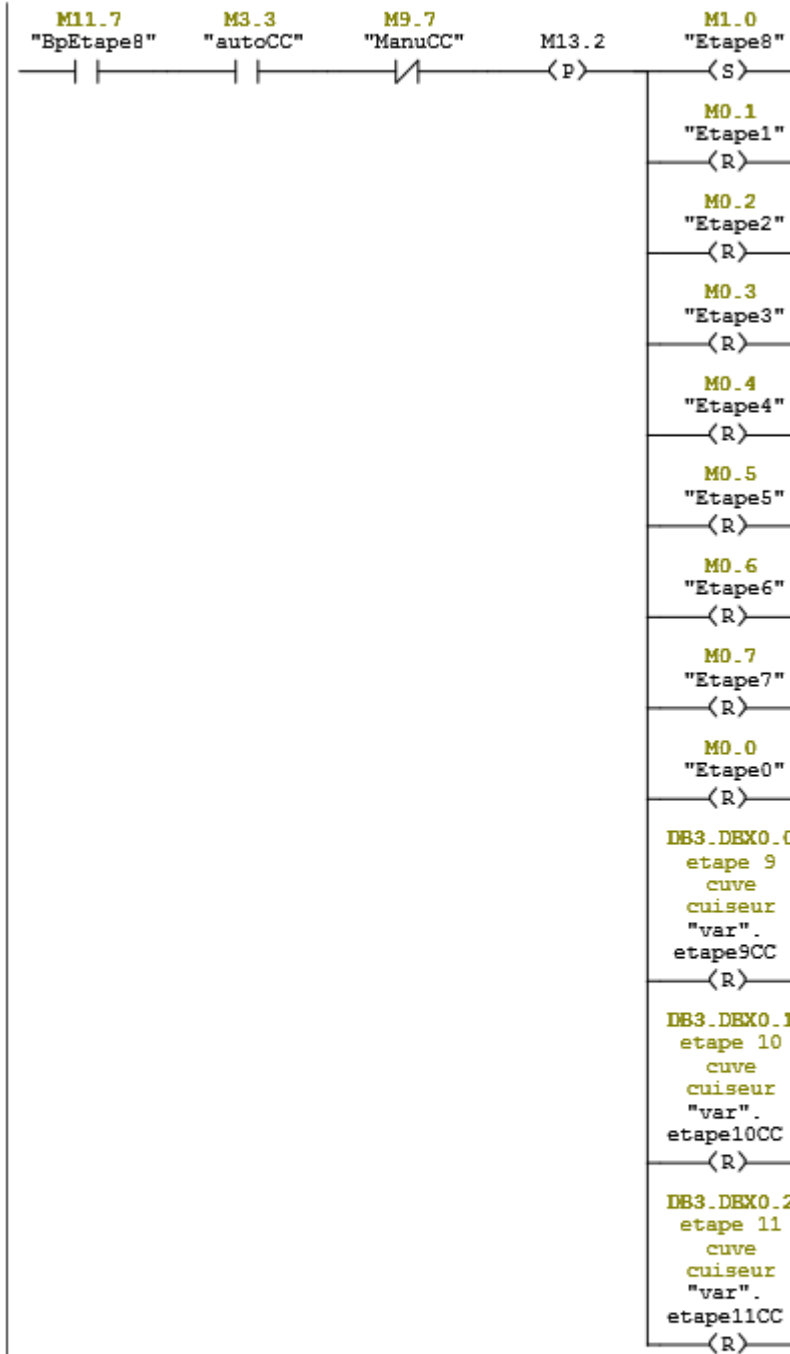 M11.7 M3.3 M9.7 M1.0
"BpEtape8" "autoCC" "ManuCC" M13.2 "Etape8"
P S
M0.1
"Etape1"
R
M0.2
"Etape2"
R
M0.3
"Etape3"
R
M0.4
"Etape4"
R
M0.5
"Etape5"
R
M0.6
"Etape6"
R
M0.7
"Etape7"
R
M0.0
"Etape0"
R
DB3.DBX0.0
etape 9
cuve
cuiseur
"var".
etape9CC
R
DB3.DBX0.1
etape 10
cuve
cuiseur
"var".
etape10CC
R
DB3.DBX0.2
etape 11
cuve
cuiseur
"var".
etape11CC
R